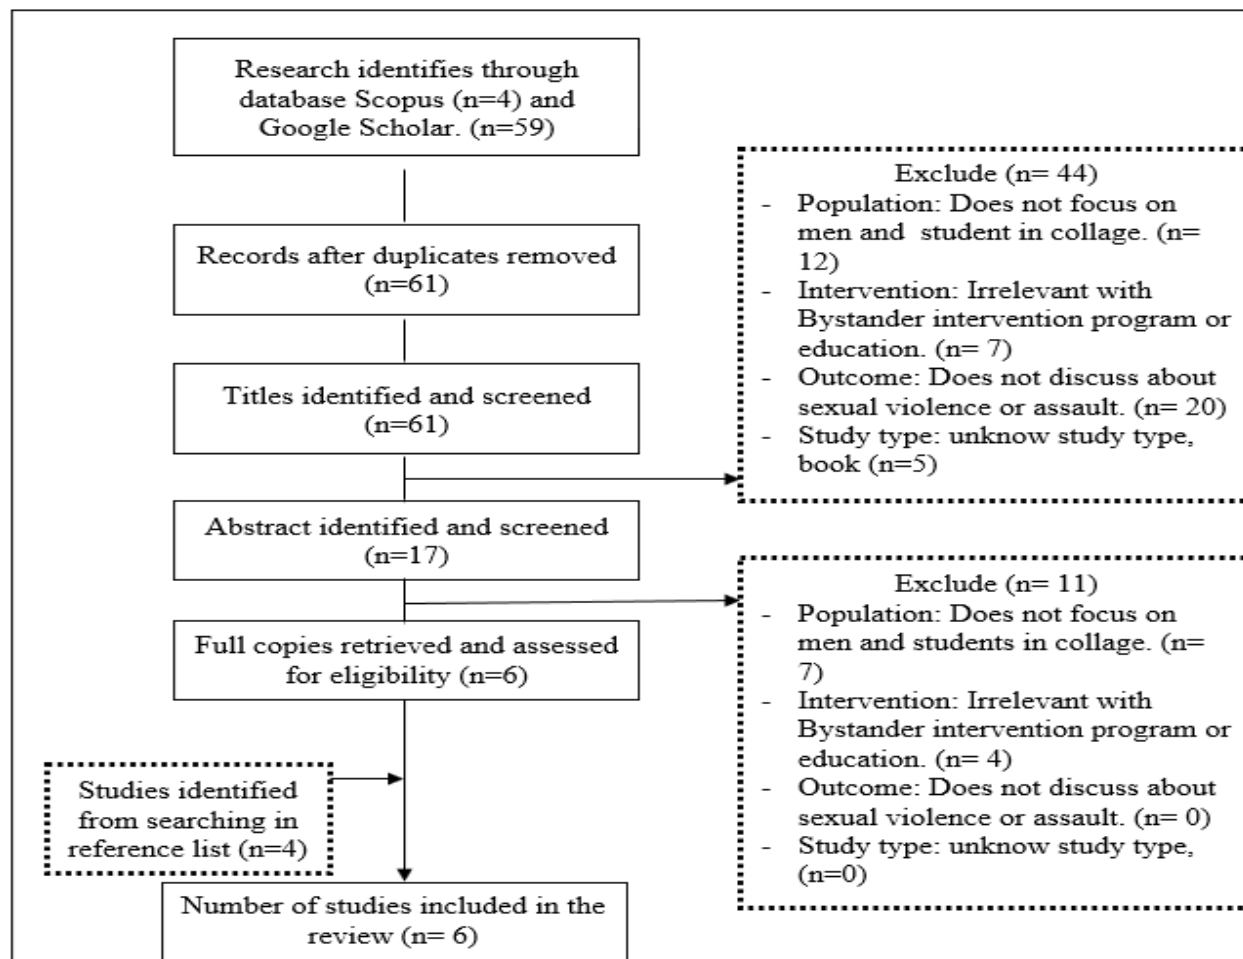 Research identifies through
database Scopus (n=4) and
Google Scholar. (n=59)
Records after duplicates removed
(n=61)
Titles identified and screened
(n=61)
Exclude (n= 44)
- Population: Does not focus on
men and student in collage. (n=
12)
- Intervention: Irrelevant with
Bystander intervention program or
education. (n= 7)
- Outcome: Does not discuss about
sexual violence or assault. (n= 20)
- Study type: unknow study type,
book (n=5)
Abstract identified and screened
(n=17)
Full copies retrieved and assessed
for eligibility (n=6)
Exclude (n= 11)
- Population: Does not focus on
men and students in collage. (n=
7)
- Intervention: Irrelevant with
Bystander intervention program or
education. (n= 4)
- Outcome: Does not discuss about
sexual violence or assault. (n= 0)
- Study type: unknow study type,
(n=0)
Studies identified
from searching in
reference list (n=4)
Number of studies included in the
review (n= 6)